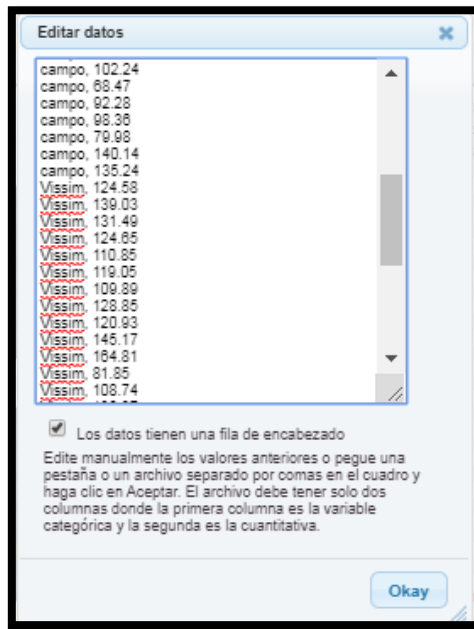 Editar datos
campo, 102.24
campo, 68.47
campo, 92.28
campo, 98.36
campo, 79.98
campo, 140.14
campo, 135.24
Vissim, 124.58
Vissim, 139.03
Vissim, 131.49
Vissim, 124.65
Vissim, 110.85
Vissim, 119.05
Vissim, 109.89
Vissim, 128.85
Vissim, 120.93
Vissim, 145.17
Vissim, 164.81
Vissim, 81.85
Vissim, 108.74
Los datos tienen una fila de encabezado
Edite manualmente los valores anteriores o pegue una
pestaña o un archivo separado por comas en el cuadro y
haga clic en Aceptar. El archivo debe tener solo dos
columnas donde la primera columna es la variable
categórica y la segunda es la cuantitativa.
Okay